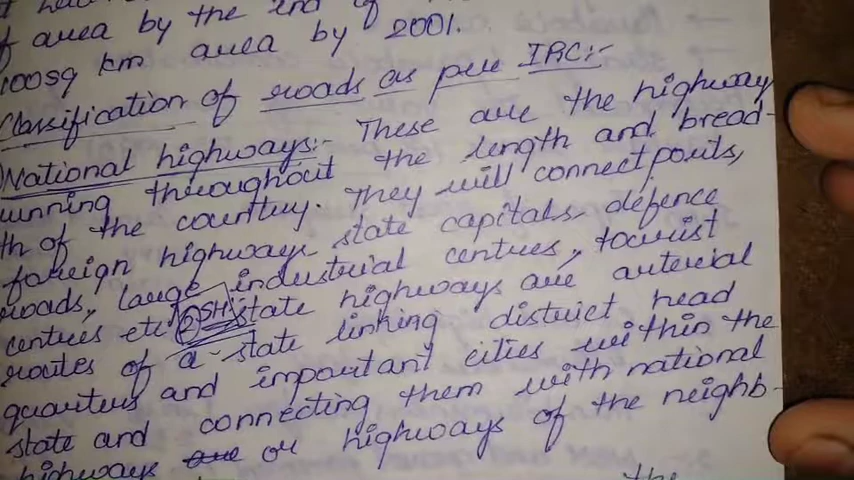 of area by the 2nd of
100sq km area by 2001.
Classification of roads as per IRC:-
National highways:- These are the highway
running throughout the length and bread-
th of the country. They will connect ports,
foreign highways state capitals, defence
roads, large industrial centres, tourist
centres etc. ② SH state highways are arterial
routes of a state linking district head
quarters and important cities within the
state and connecting them with national
highways or highways of the neighb-
the